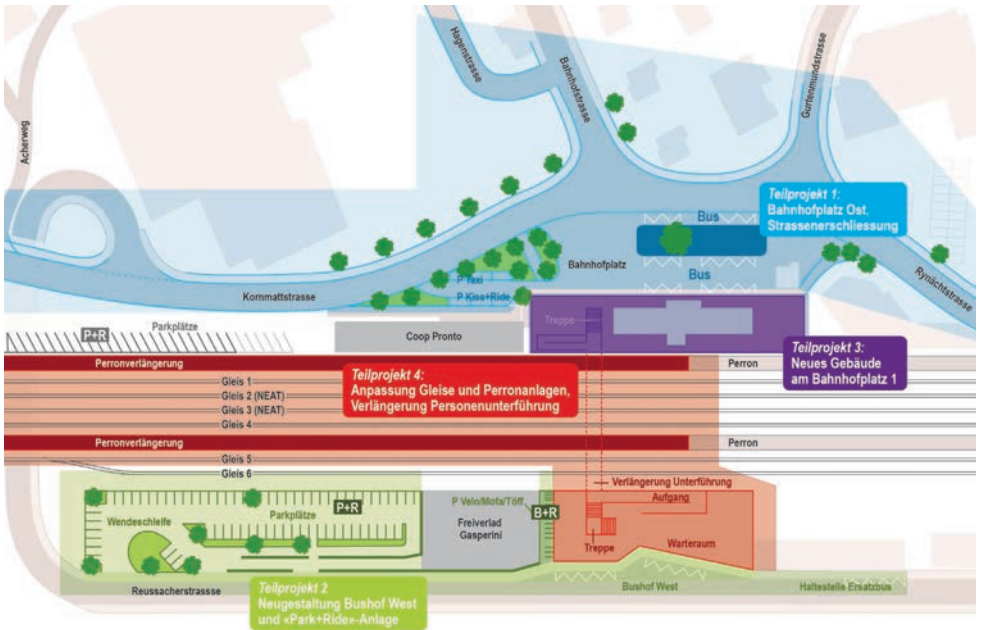 Hagenstrasse
Bahnhofstrasse
Gurtenmundstrasse
Acherweg
Teilprojekt 1:
Bahnhofplatz Ost,
Strassenerschliessung
Bus
Bahnhofplatz
Bus
P Taxi
P Kiss+Ride
Kornmattstrasse
Rynächtstrasse
Parkplätze
P+R
Coop Pronto
Treppe
Teilprojekt 3:
Neues Gebäude
am Bahnhofplatz 1
Perronverlängerung
Perron
Teilprojekt 4:
Anpassung Gleise und Perronanlagen,
Verlängerung Personenunterführung
Gleis 1
Gleis 2 (NEAT)
Gleis 3 (NEAT)
Gleis 4
Perronverlängerung
Perron
Gleis 5
Gleis 6
Verlängerung Unterführung
Aufgang
P Velo/Mofa/Töff
B+R
P+R
Parkplätze
Wendeschleife
Freiverlad
Gasperini
Treppe
Warteraum
Reussacherstrassse
Bushof West
Haltestelle Ersatzbus
Teilprojekt 2
Neugestaltung Bushof West
und «Park+Ride»-Anlage